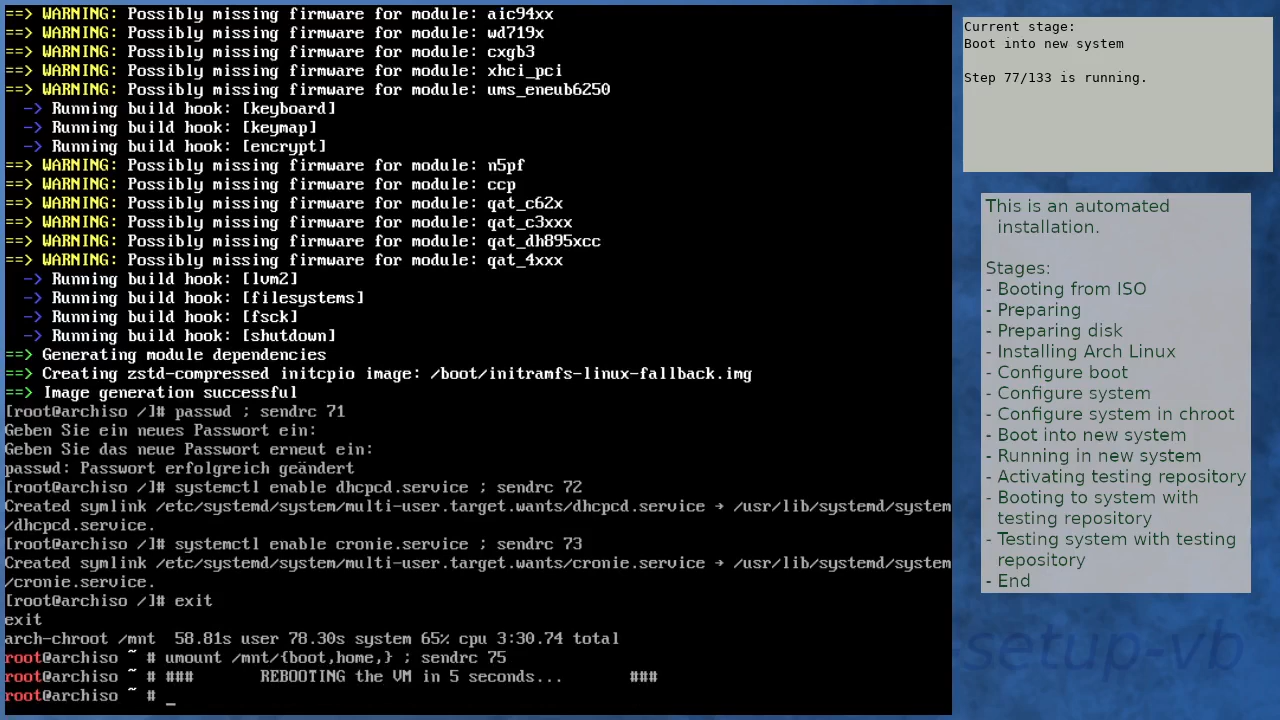 ==> WARNING: Possibly missing firmware for module: aic94xx
==> WARNING: Possibly missing firmware for module: wd719x
==> WARNING: Possibly missing firmware for module: cxgb3
==> WARNING: Possibly missing firmware for module: xhci_pci
==> WARNING: Possibly missing firmware for module: ums_eneub6250
  -> Running build hook: [keyboard]
  -> Running build hook: [keymap]
  -> Running build hook: [encrypt]
==> WARNING: Possibly missing firmware for module: n5pf
==> WARNING: Possibly missing firmware for module: ccp
==> WARNING: Possibly missing firmware for module: qat_c62x
==> WARNING: Possibly missing firmware for module: qat_c3xxx
==> WARNING: Possibly missing firmware for module: qat_dh895xcc
==> WARNING: Possibly missing firmware for module: qat_4xxx
  -> Running build hook: [lvm2]
  -> Running build hook: [filesystems]
  -> Running build hook: [fsck]
  -> Running build hook: [shutdown]
==> Generating module dependencies
==> Creating zstd-compressed initcpio image: /boot/initramfs-linux-fallback.img
==> Image generation successful
[root@archiso /]# passwd ; sendrc 71
Geben Sie ein neues Passwort ein:
Geben Sie das neue Passwort erneut ein:
passwd: Passwort erfolgreich geändert
[root@archiso /]# systemctl enable dhcpcd.service ; sendrc 72
Created symlink /etc/systemd/system/multi-user.target.wants/dhcpcd.service → /usr/lib/systemd/system
/dhcpcd.service.
[root@archiso /]# systemctl enable cronie.service ; sendrc 73
Created symlink /etc/systemd/system/multi-user.target.wants/cronie.service → /usr/lib/systemd/system
/cronie.service.
[root@archiso /]# exit
exit
arch-chroot /mnt  58.81s user 78.30s system 65% cpu 3:30.74 total
root@archiso ~ # umount /mnt/{boot,home,} ; sendrc 75
root@archiso ~ # ###       REBOOTING the VM in 5 seconds...       ###
root@archiso ~ # _
Current stage:
Boot into new system
Step 77/133 is running.
This is an automated
installation.
Stages:
- Booting from ISO
- Preparing
- Preparing disk
- Installing Arch Linux
- Configure boot
- Configure system
- Configure system in chroot
- Boot into new system
- Running in new system
- Activating testing repository
- Booting to system with
testing repository
- Testing system with testing
repository
- End
-setup-vb